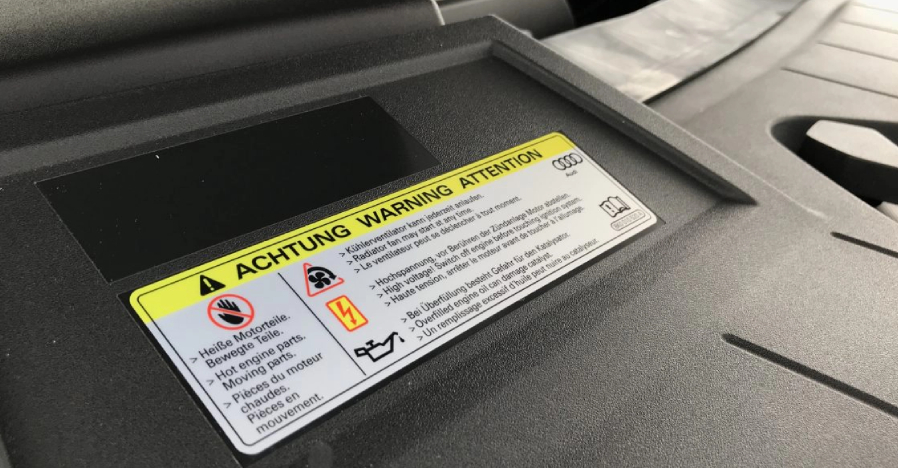 ACHTUNG WARNING ATTENTION
Audi
> Heiße Motorteile.
Bewegte Teile.
> Hot engine parts.
Moving parts.
> Pièces du moteur
chaudes.
Pièces en
mouvement.
> Kühlerventilator kann jederzeit anlaufen.
> Radiator fan may start at any time.
> Le ventilateur peut se déclencher à tout moment.
> Hochspannung, vor Berühren der Zündanlage Motor abstellen.
> High voltage! Switch off engine before touching ignition system.
> Haute tension, arrêter le moteur avant de toucher à l'allumage.
> Bei Überfüllung besteht Gefahr für den Katalysator.
> Overfilled engine oil can damage catalyst.
> Un remplissage excessif d'huile peut nuire au catalyseur.